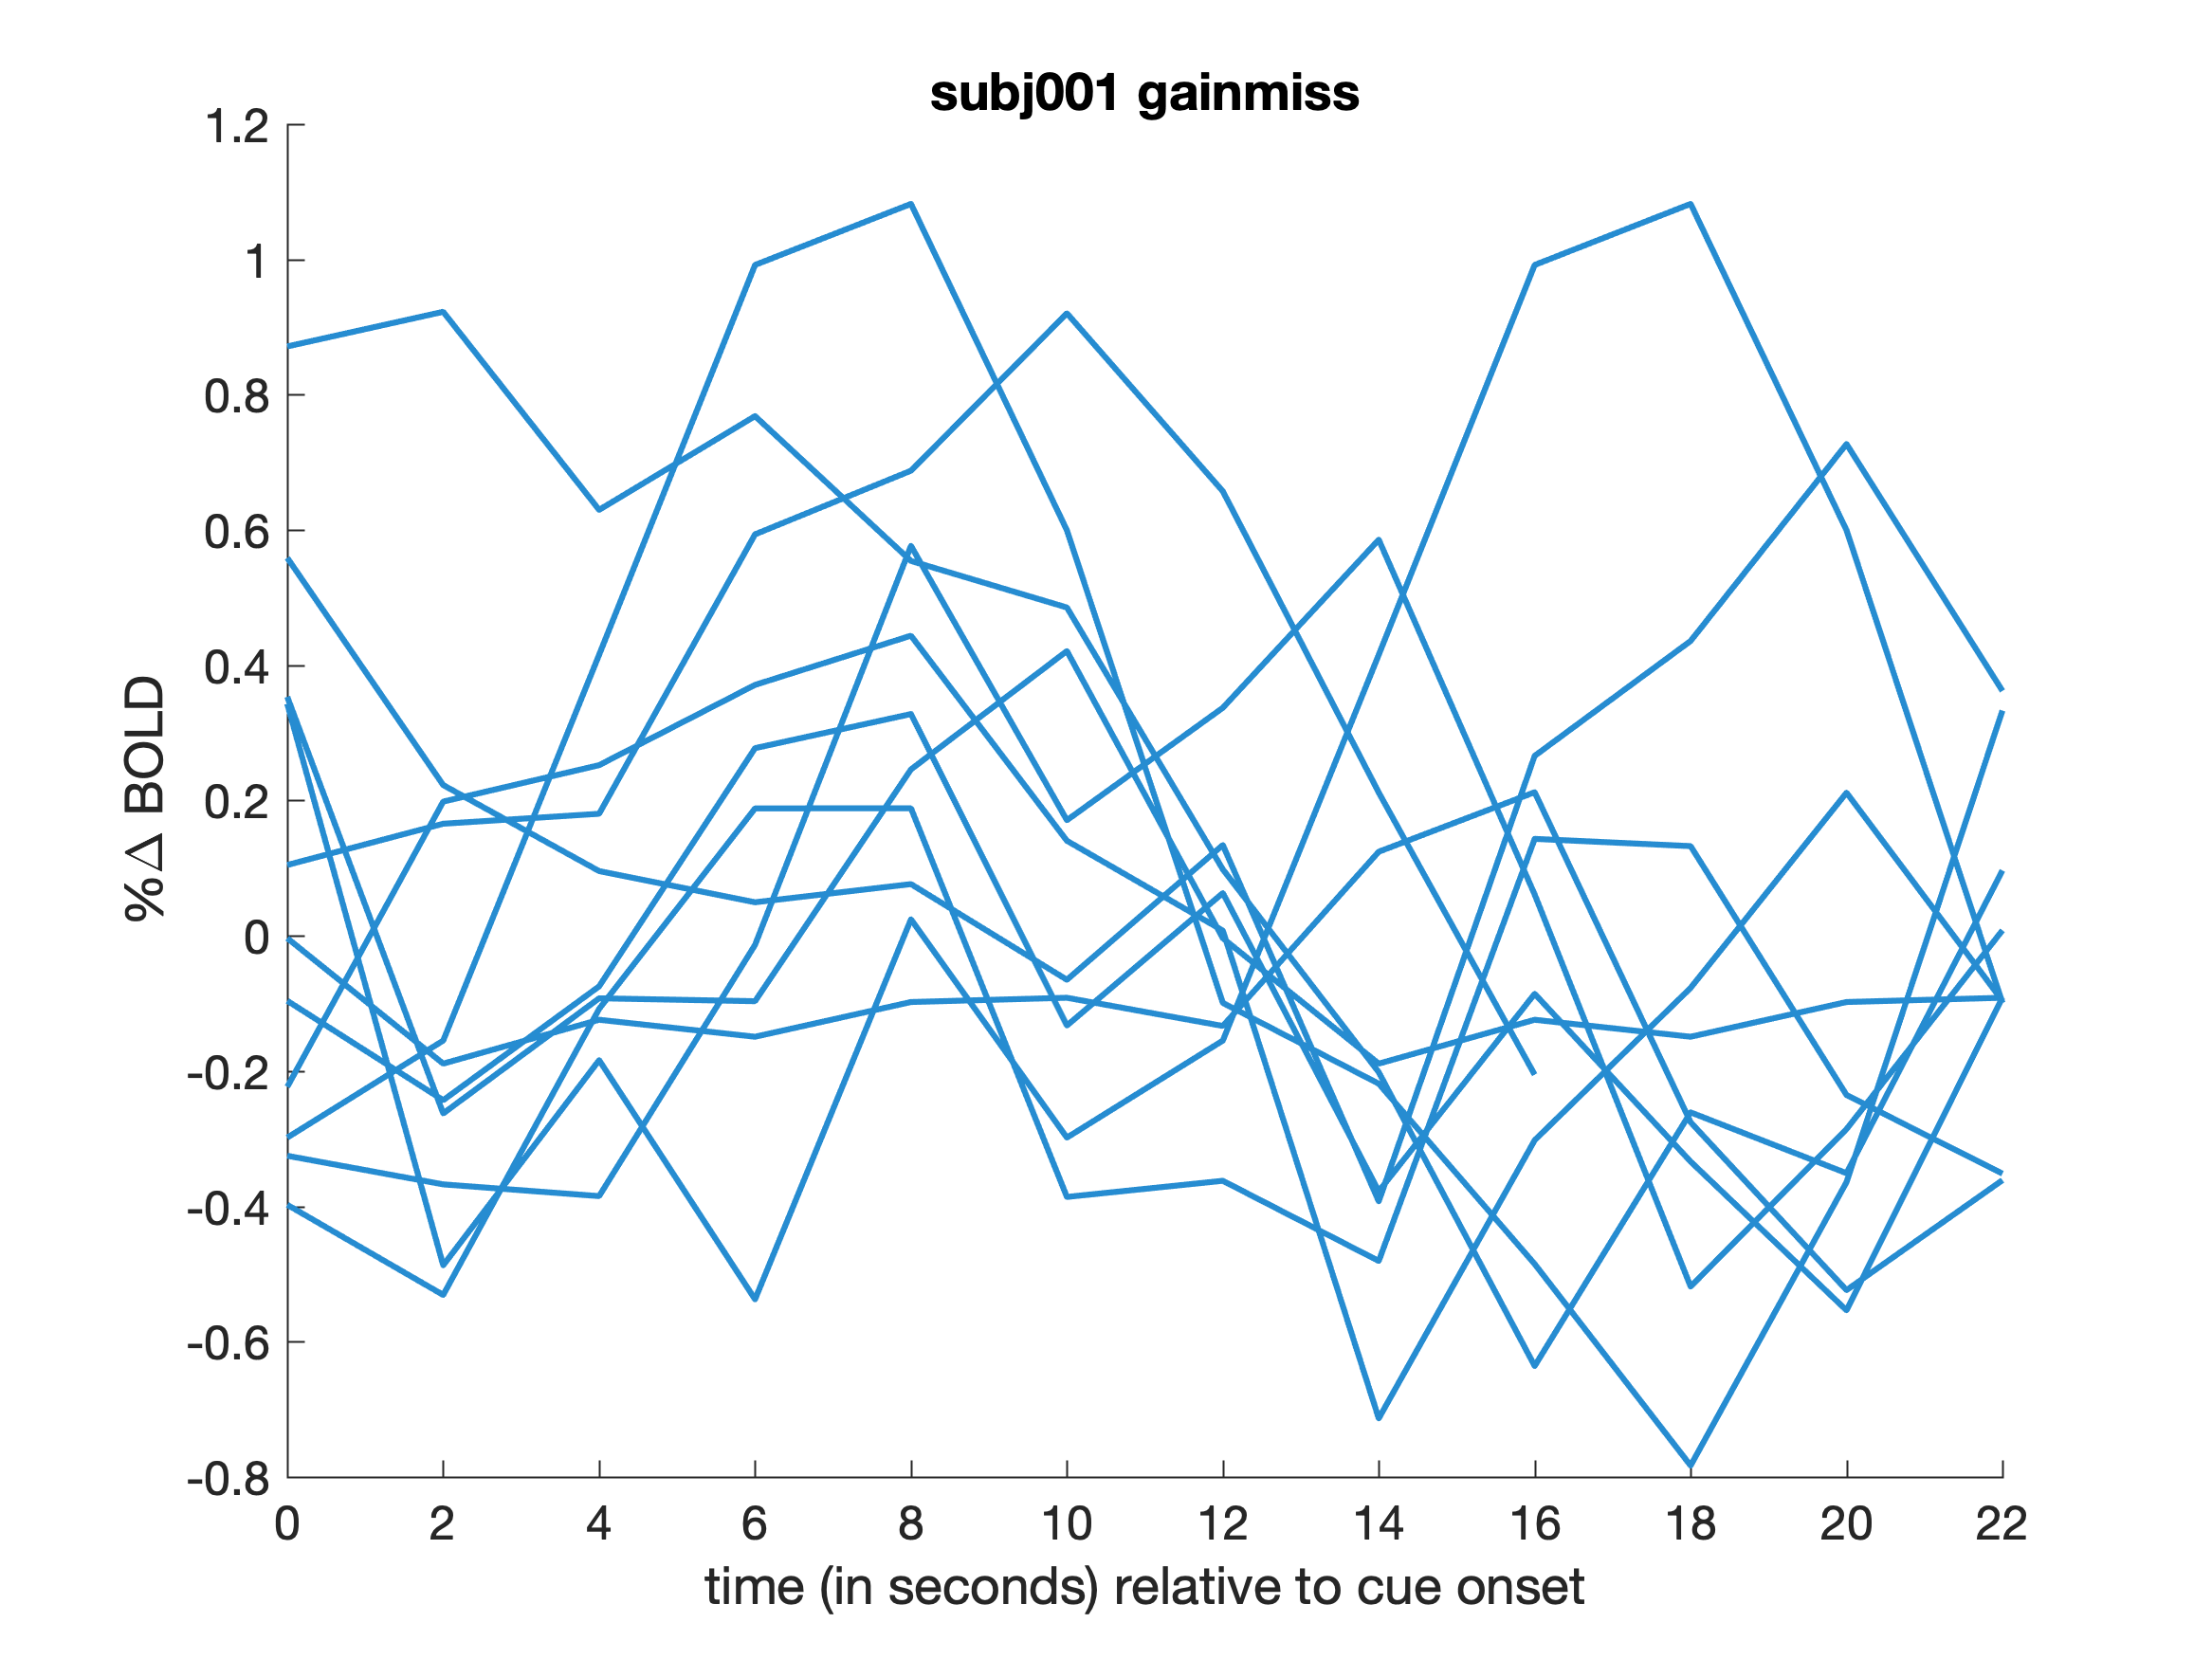 subj001 gainmiss
1.2
1
0.8
0.6
0.4
0.2
0
-0.2
-0.4
-0.6
-0.8
%Δ BOLD
0 2 4 6 8 10 12 14 16 18 20 22
time (in seconds) relative to cue onset